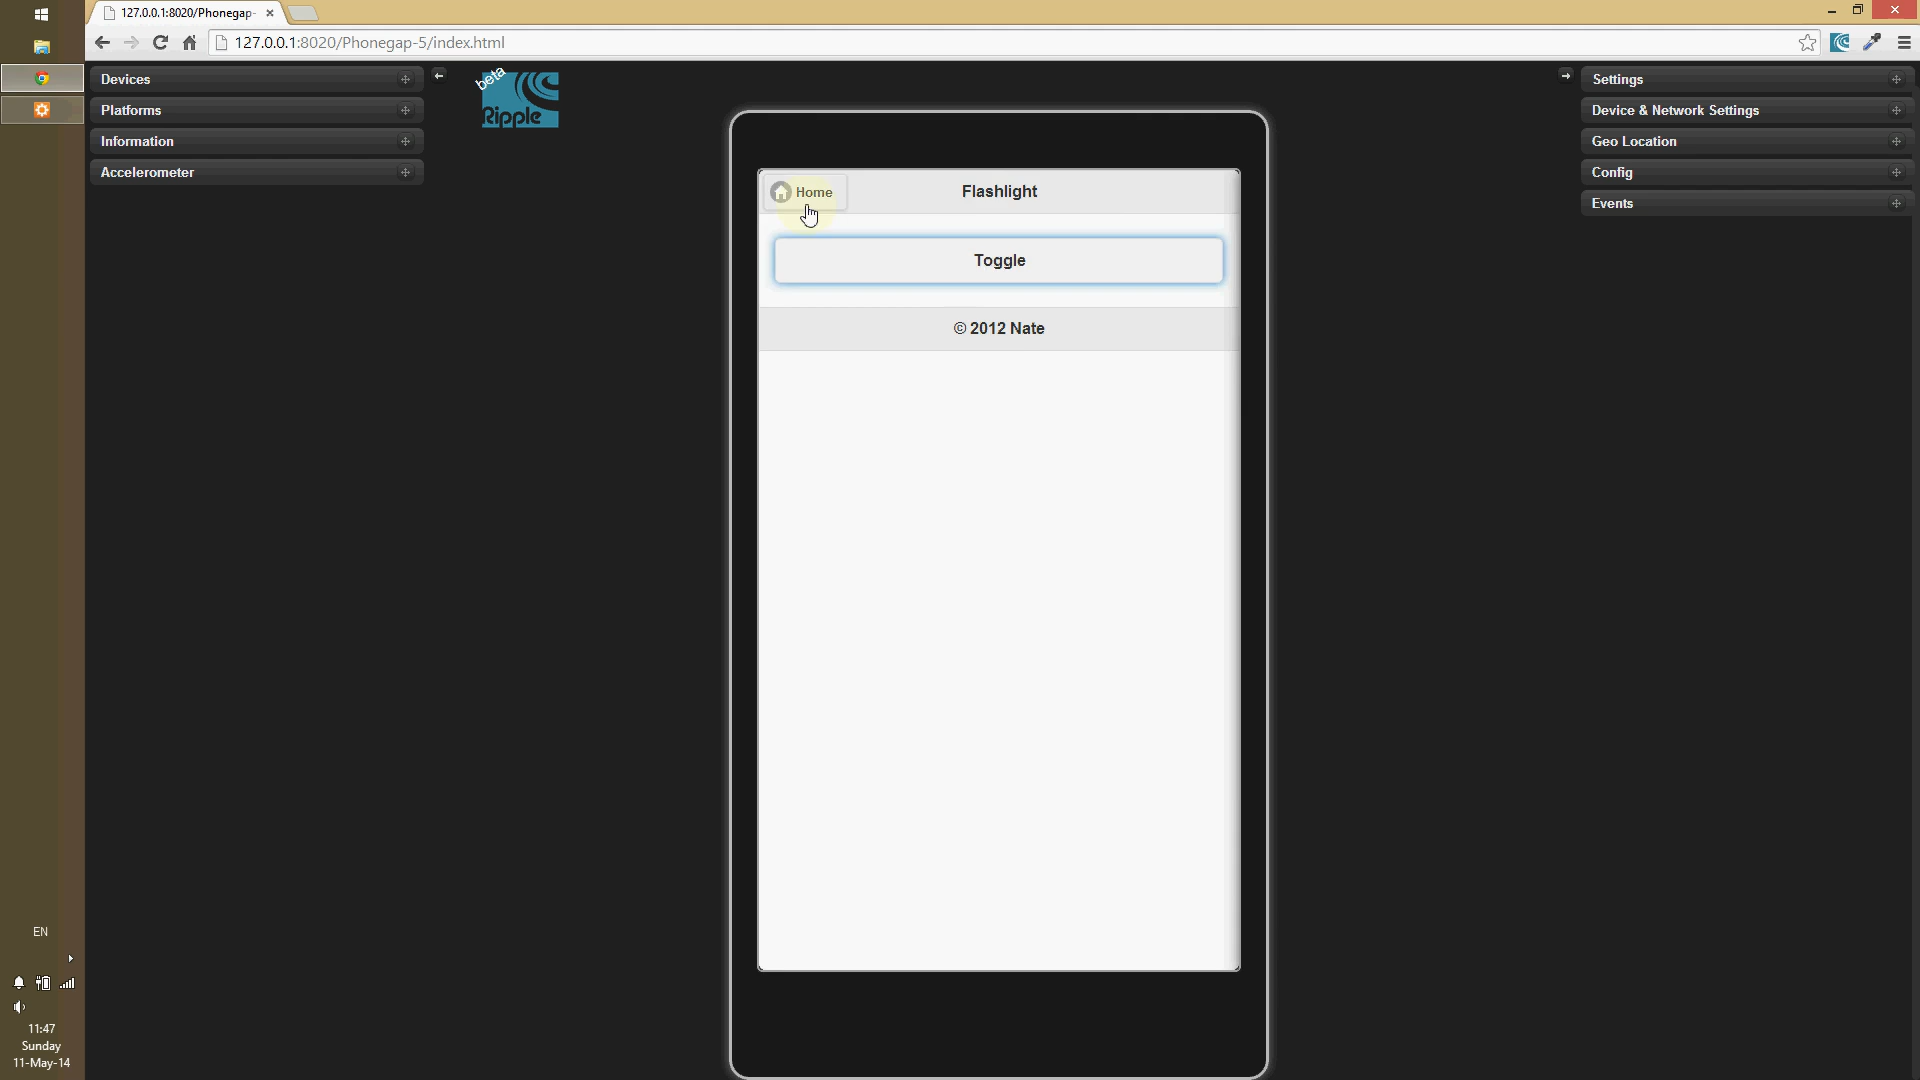 127.0.0.1:8020/Phonegap-
127.0.0.1:8020/Phonegap-5/index.html
Devices
Platforms
Information
Accelerometer
beta
Ripple
Settings
Device & Network Settings
Geo Location
Config
Events
Home
Flashlight
Toggle
© 2012 Nate
EN
11:47
Sunday
11-May-14